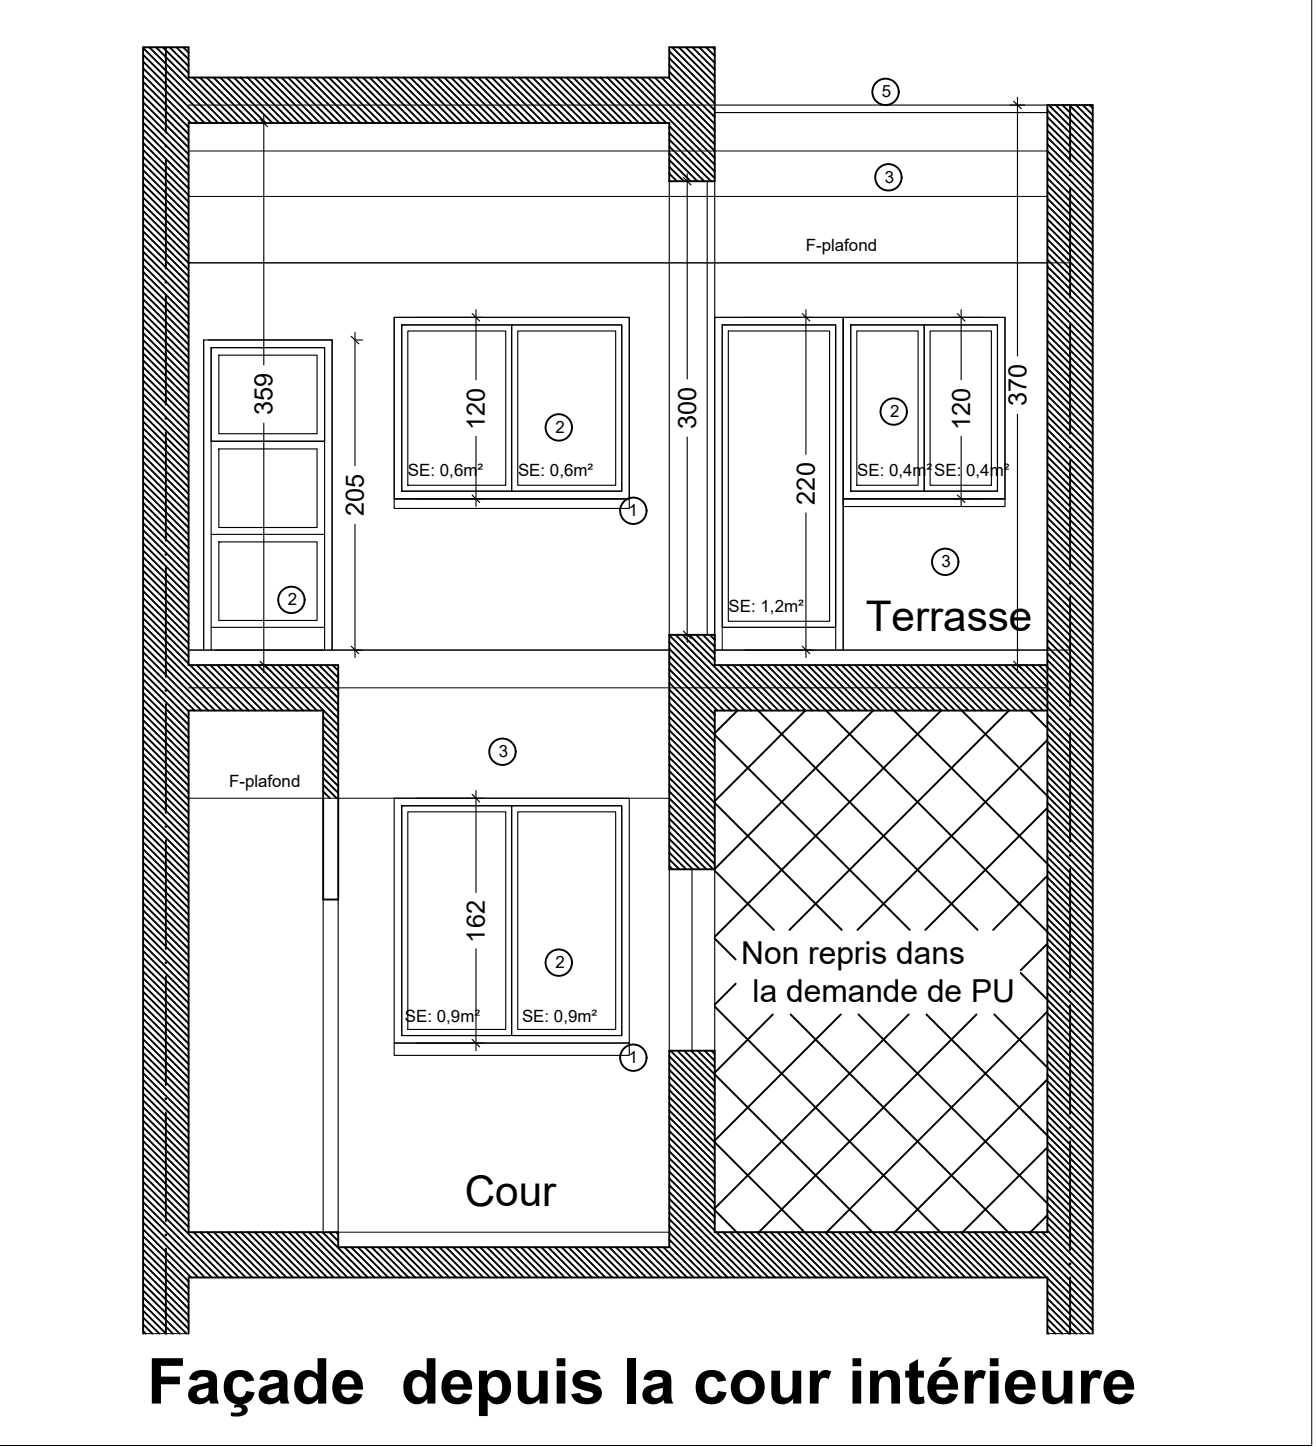 5
3
F-plafond
359
205
120
2
SE: 0,6m² SE: 0,6m²
1
300
220
2
120
370
SE: 0,4m² SE: 0,4m²
3
2
SE: 1,2m²
Terrasse
3
F-plafond
162
2
SE: 0,9m² SE: 0,9m²
1
Non repris dans
la demande de PU
Cour
Façade depuis la cour intérieure